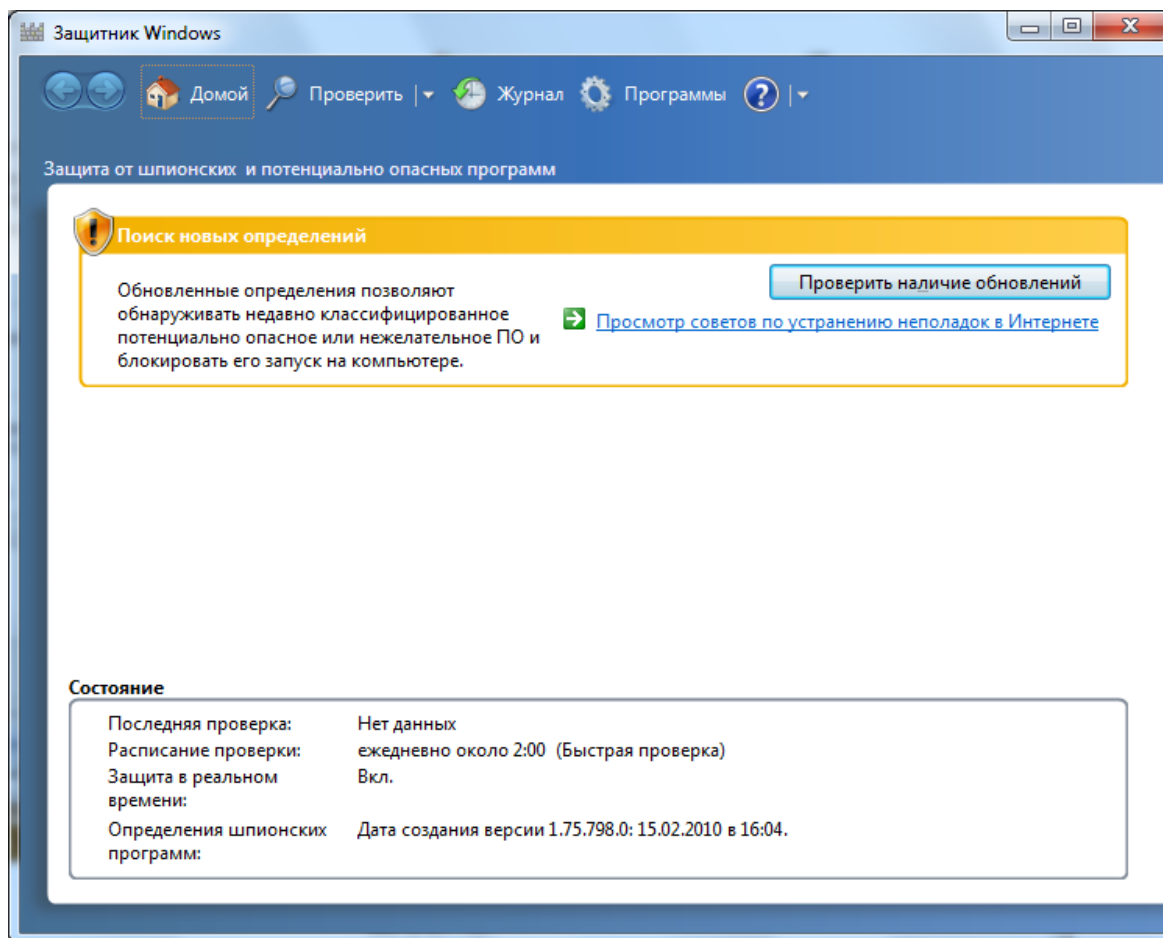 Защитник Windows
Домой Проверить Журнал Программы
Защита от шпионских и потенциально опасных программ
Поиск новых определений
Обновленные определения позволяют
обнаруживать недавно классифицированное
потенциально опасное или нежелательное ПО и
блокировать его запуск на компьютере.
Проверить наличие обновлений
Просмотр советов по устранению неполадок в Интернете
Состояние
Последняя проверка: Нет данных
Расписание проверки: ежедневно около 2:00 (Быстрая проверка)
Защита в реальном Вкл.
времени:
Определения шпионских Дата создания версии 1.75.798.0: 15.02.2010 в 16:04.
программ: